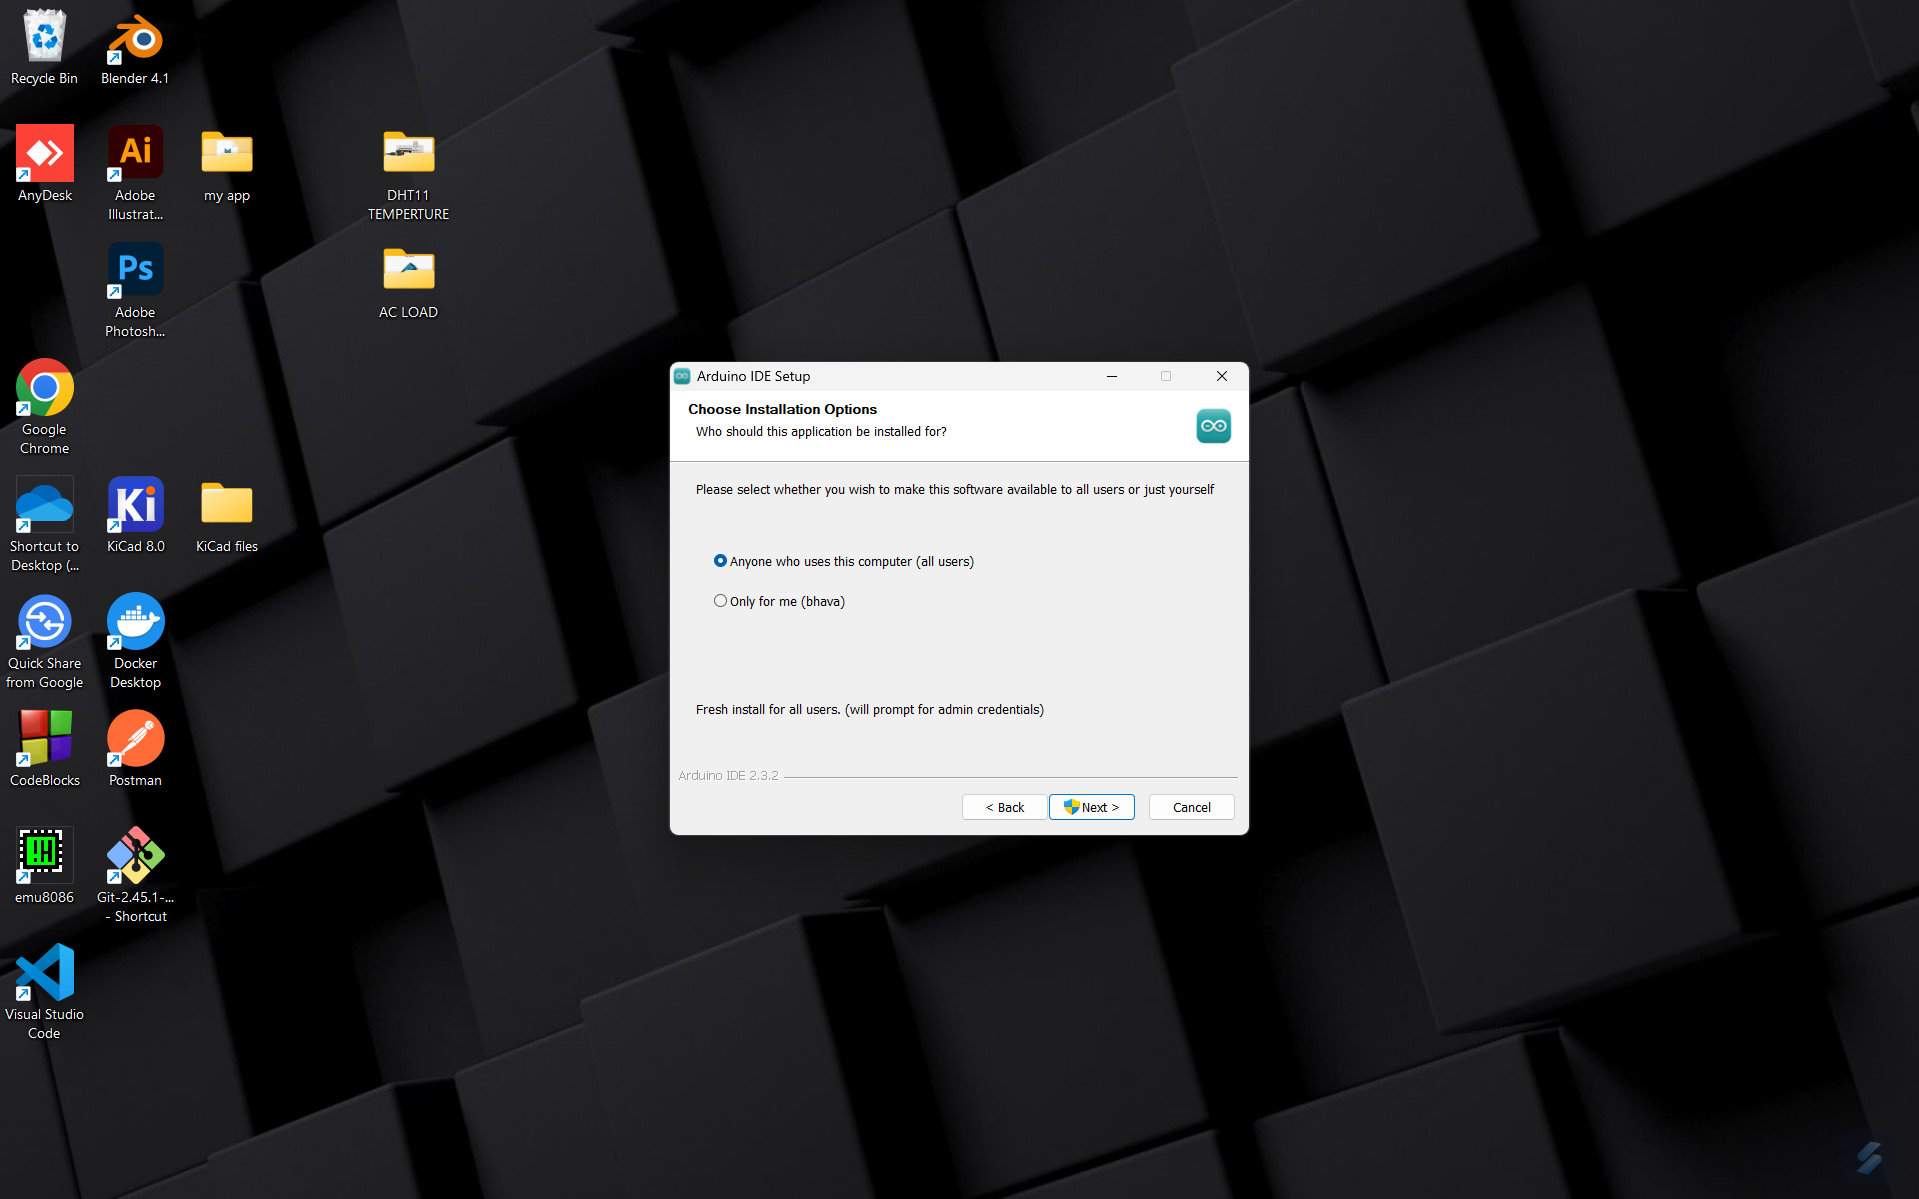 Recycle Bin
Blender 4.1
AnyDesk
Ai
Adobe
Illustrat...
my app
DHT11
TEMPERTURE
Ps
Adobe
Photosh...
AC LOAD
Google
Chrome
Shortcut to
Desktop (...
Ki
KiCad 8.0
KiCad files
Quick Share
from Google
Docker
Desktop
CodeBlocks
Postman
emu8086
Git-2.45.1-...
- Shortcut
Visual Studio
Code
Arduino IDE Setup
Choose Installation Options
Who should this application be installed for?
Please select whether you wish to make this software available to all users or just yourself
Anyone who uses this computer (all users)
Only for me (bhava)
Fresh install for all users. (will prompt for admin credentials)
Arduino IDE 2.3.2
< Back
Next >
Cancel